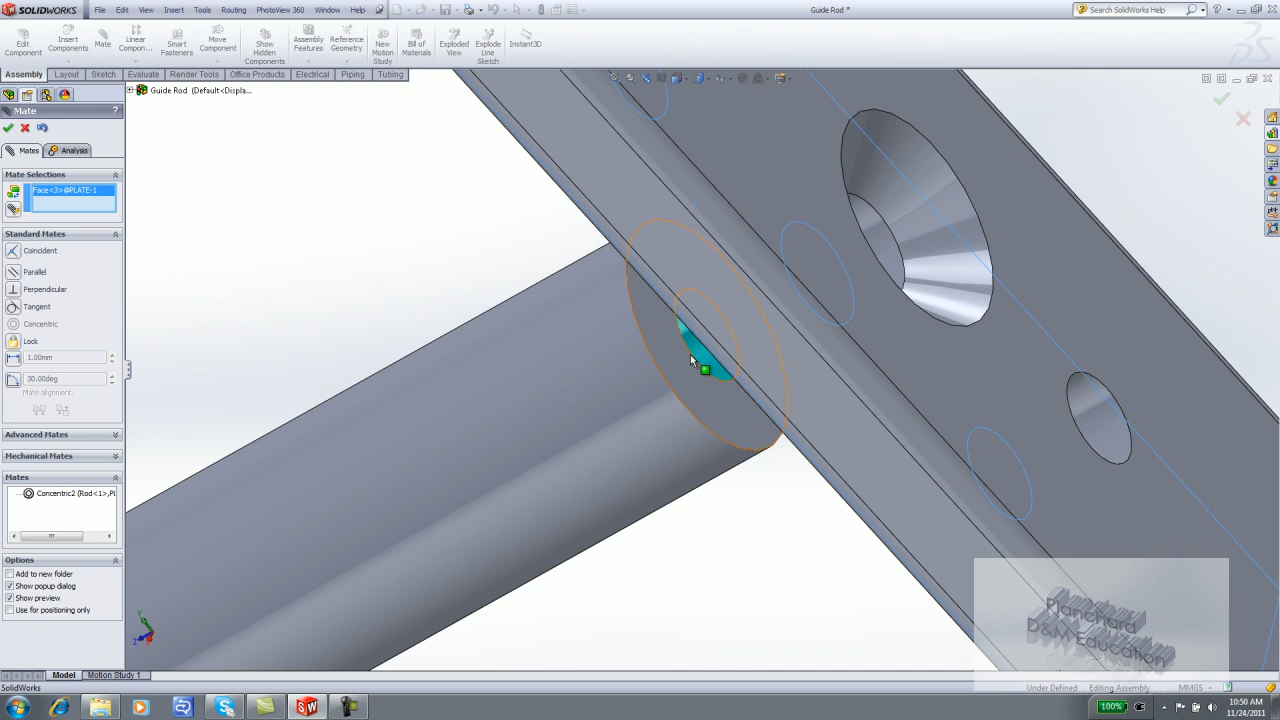 SOLIDWORKS File Edit View Insert Tools Routing PhotoView 360 Window Help Guide Rod * Search SolidWorks Help
Edit Component
Insert Components
Mate
Linear Compon...
Smart Fasteners
Move Component
Show Hidden Components
Assembly Features
Reference Geometry
New Motion Study
Bill of Materials
Exploded View
Explode Line Sketch
Instant3D
Assembly Layout Sketch Evaluate Render Tools Office Products Electrical Piping Tubing
Guide Rod (Default<Displa...
Mate ?
Mates Analysis
Mate Selections
Face<3>@PLATE-1
Standard Mates
Coincident
Parallel
Perpendicular
Tangent
Concentric
Lock
1.00mm
30.00deg
Mate alignment:
Advanced Mates
Mechanical Mates
Mates
Concentric2 (Rod<1>,Pl
Options
Add to new folder
Show popup dialog
Show preview
Use for positioning only
Y
Z
Planchard
D&M Education
Model Motion Study 1
SolidWorks Under Defined Editing Assembly MMGS
100% 10:50 AM
11/24/2011